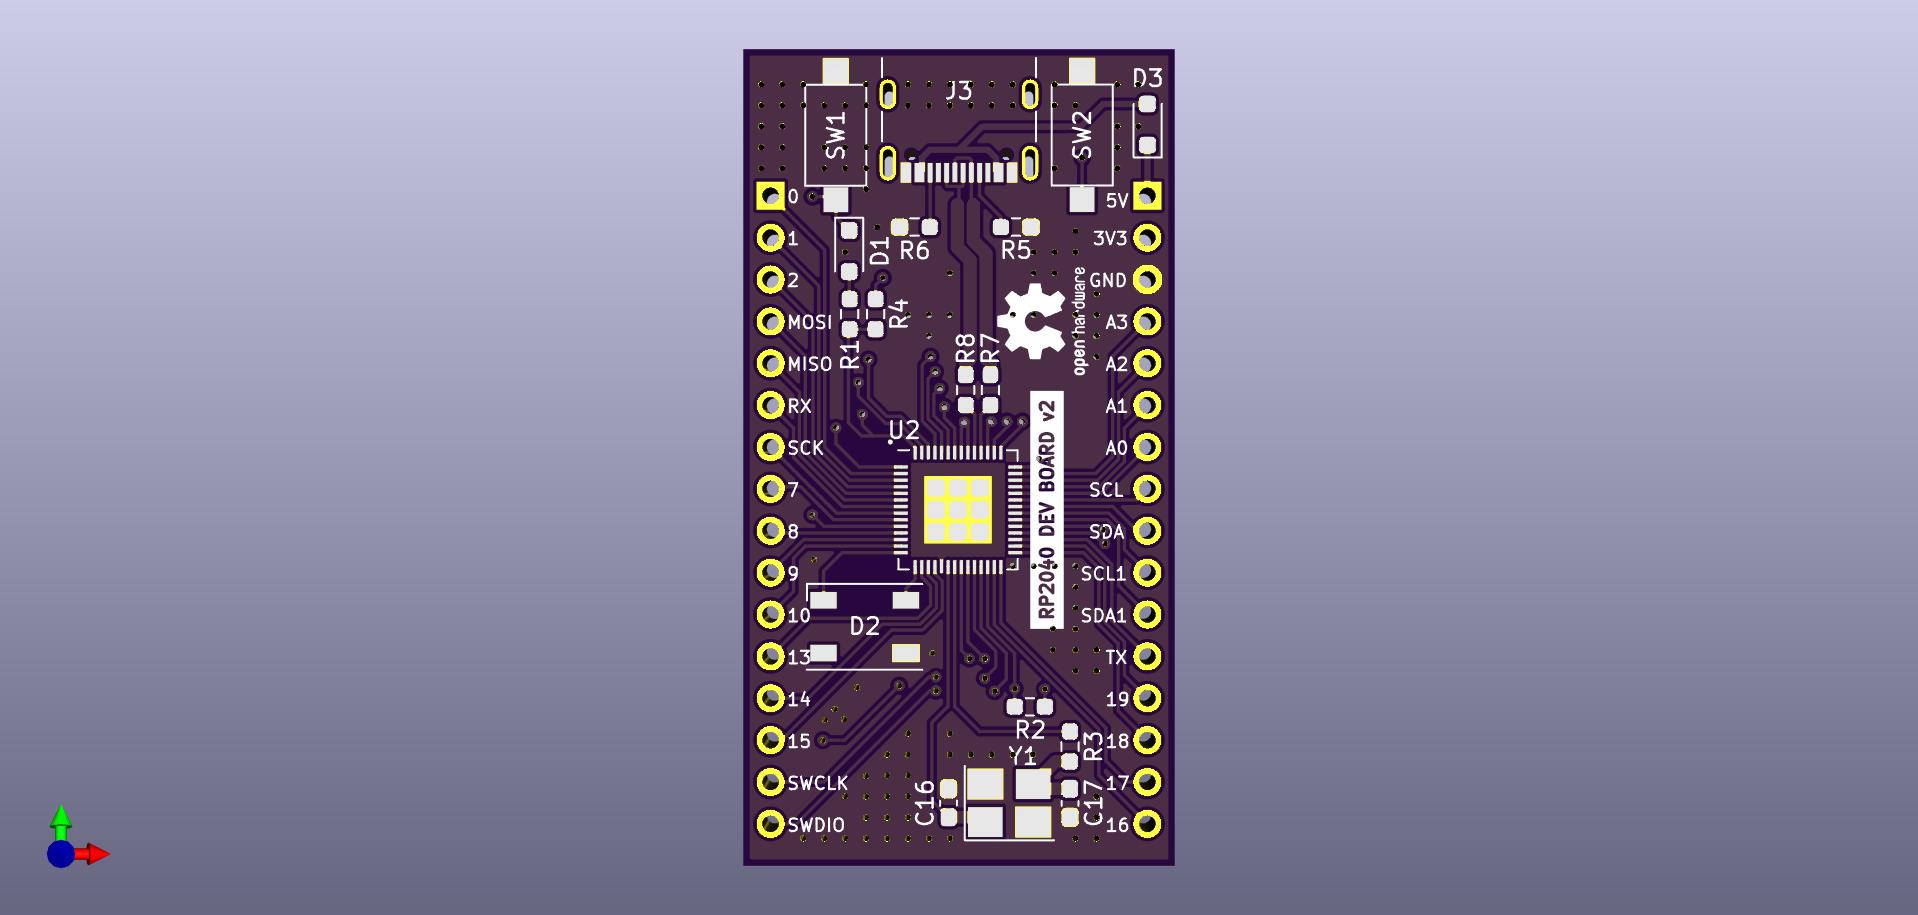 D3
J3
SW1
SW2
0
5V
1
3V3
R6
R5
D1
2
GND
MOSI
R4
open hardware
A3
MISO
R1
R8
R7
A2
RX
A1
U2
SCK
A0
RP2040 DEV BOARD v2
7
SCL
8
SDA
9
SCL1
10
SDA1
D2
13
TX
14
19
R2
15
R3
18
Y1
SWCLK
17
C16
C17
SWDIO
16